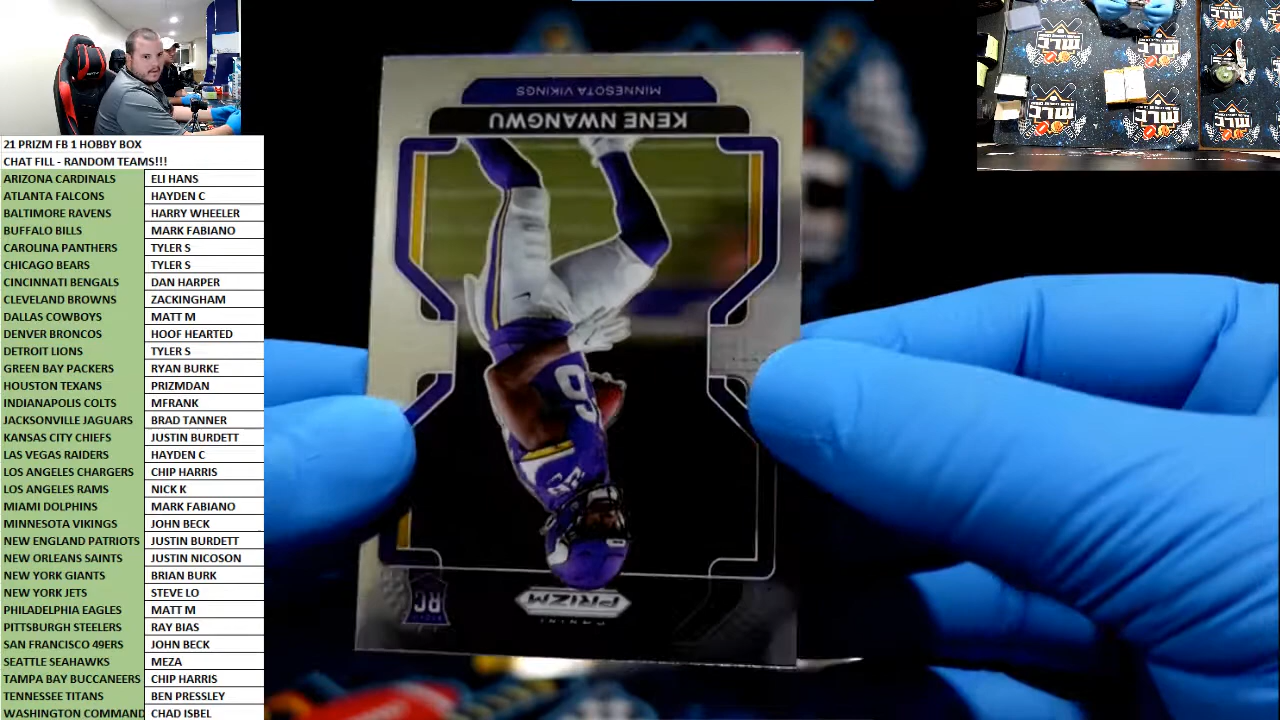 21 PRIZM FB 1 HOBBY BOX
CHAT FILL - RANDOM TEAMS!!!
ARIZONA CARDINALS ELI HANS
ATLANTA FALCONS HAYDEN C
BALTIMORE RAVENS HARRY WHEELER
BUFFALO BILLS MARK FABIANO
CAROLINA PANTHERS TYLER S
CHICAGO BEARS TYLER S
CINCINNATI BENGALS DAN HARPER
CLEVELAND BROWNS ZACKINGHAM
DALLAS COWBOYS MATT M
DENVER BRONCOS HOOF HEARTED
DETROIT LIONS TYLER S
GREEN BAY PACKERS RYAN BURKE
HOUSTON TEXANS PRIZMDAN
INDIANAPOLIS COLTS MFRANK
JACKSONVILLE JAGUARS BRAD TANNER
KANSAS CITY CHIEFS JUSTIN BURDETT
LAS VEGAS RAIDERS HAYDEN C
LOS ANGELES CHARGERS CHIP HARRIS
LOS ANGELES RAMS NICK K
MIAMI DOLPHINS MARK FABIANO
MINNESOTA VIKINGS JOHN BECK
NEW ENGLAND PATRIOTS JUSTIN BURDETT
NEW ORLEANS SAINTS JUSTIN NICOSON
NEW YORK GIANTS BRIAN BURK
NEW YORK JETS STEVE LO
PHILADELPHIA EAGLES MATT M
PITTSBURGH STEELERS RAY BIAS
SAN FRANCISCO 49ERS JOHN BECK
SEATTLE SEAHAWKS MEZA
TAMPA BAY BUCCANEERS CHIP HARRIS
TENNESSEE TITANS BEN PRESSLEY
WASHINGTON COMMAND CHAD ISBEL
PANINI
PRIZM
RC
KENE NWANGWU
MINNESOTA VIKINGS